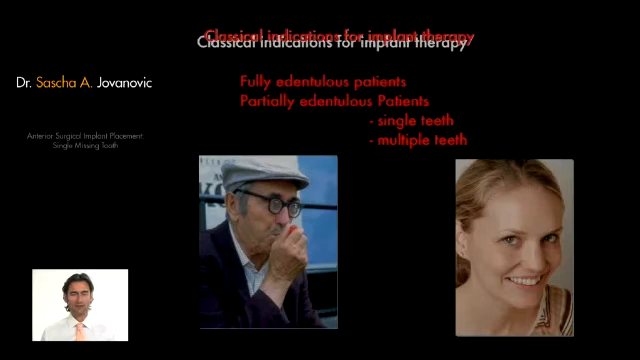 Classical indications for implant therapy
Classical indications for implant therapy
Dr. Sascha A. Jovanovic
Fully edentulous patients
Partially edentulous Patients
- single teeth
- multiple teeth
Anterior Surgical Implant Placement:
Single Missing Tooth